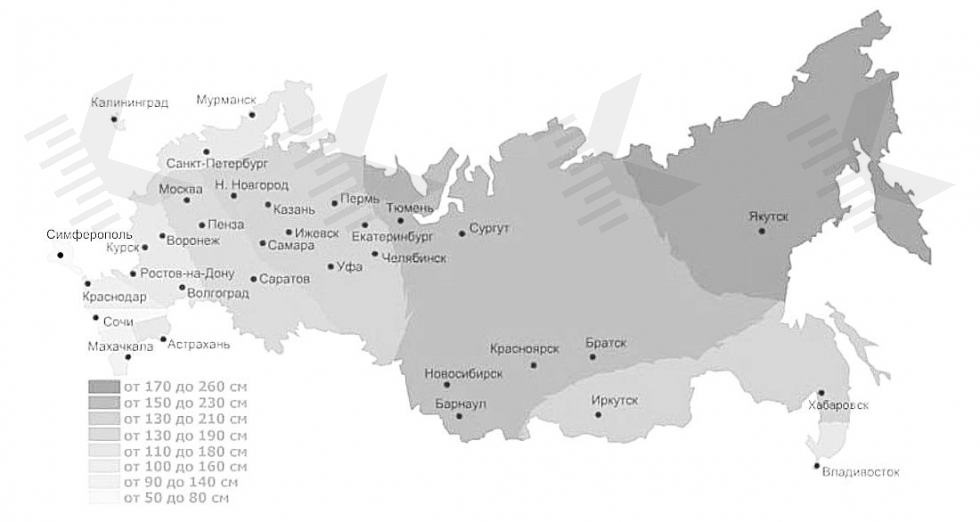 Калининград
Мурманск
Санкт-Петербург
Москва
Н. Новгород
Казань
Пермь
Тюмень
Сургут
Якутск
Симферополь
Курск
Воронеж
Пенза
Самара
Ижевск
Екатеринбург
Челябинск
Уфа
Ростов-на-Дону
Саратов
Волгоград
Краснодар
Сочи
Махачкала
Астрахань
Красноярск
Братск
Новосибирск
Барнаул
Иркутск
Хабаровск
Владивосток
от 170 до 260 см
от 150 до 230 см
от 130 до 210 см
от 130 до 190 см
от 110 до 180 см
от 100 до 160 см
от 90 до 140 см
от 50 до 80 см